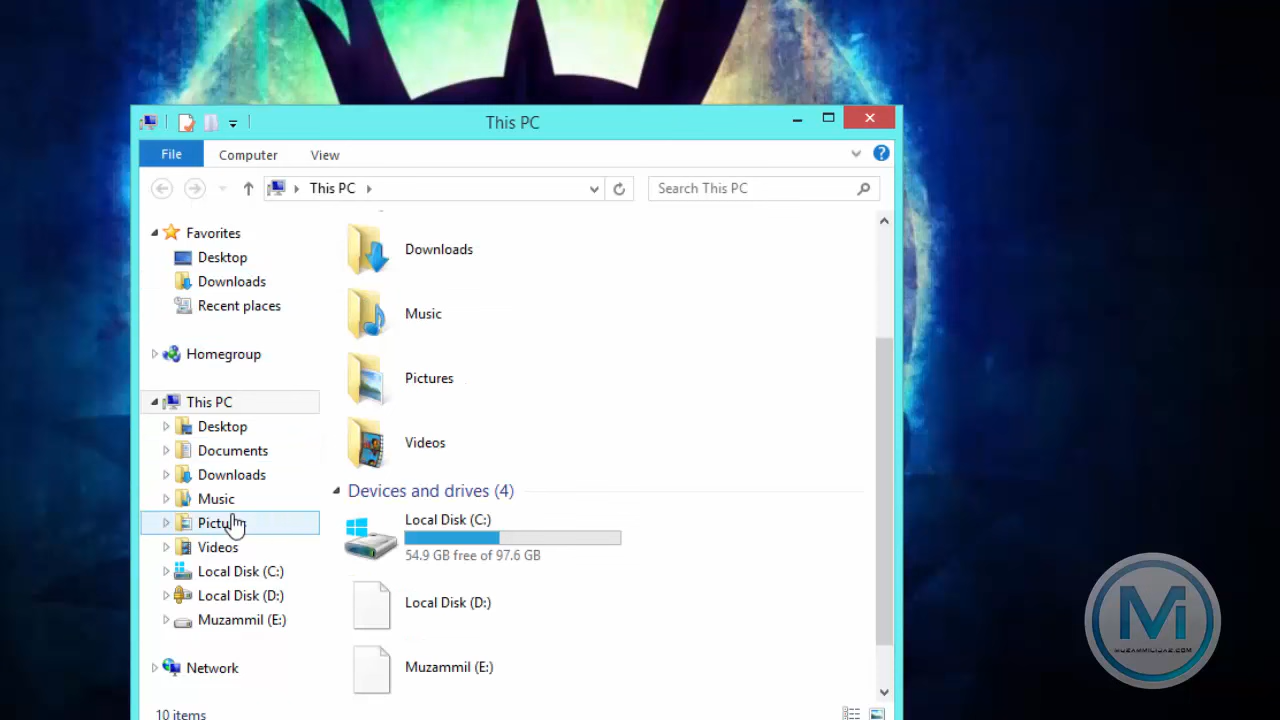 This PC
File
Computer
View
This PC
Search This PC
Favorites
Desktop
Downloads
Recent places
Homegroup
This PC
Desktop
Documents
Downloads
Music
Videos
Local Disk (C:)
Local Disk (D:)
Muzammil (E:)
Network
Downloads
Music
Pictures
Videos
Devices and drives (4)
Local Disk (C:)
54.9 GB free of 97.6 GB
Local Disk (D:)
Muzammil (E:)
10 items
Mi